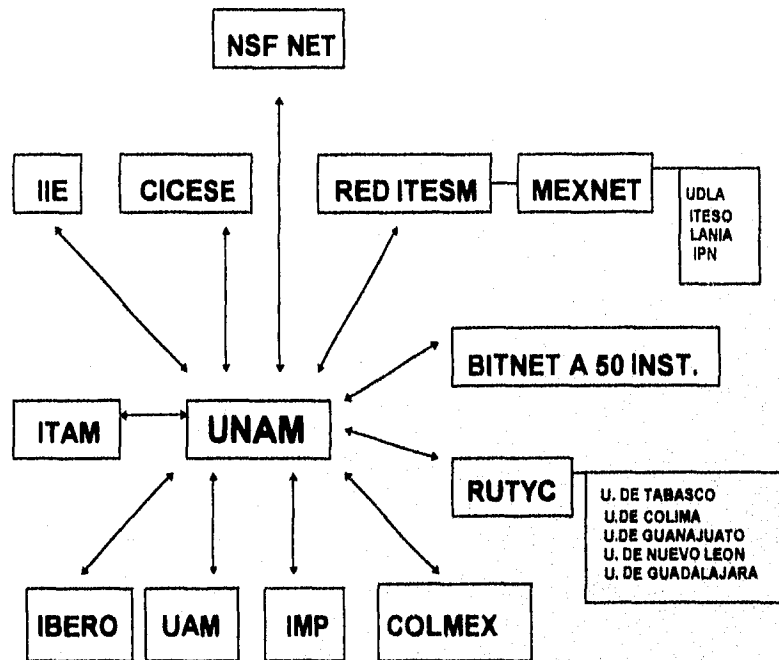 NSF NET
IIE
CICESE
RED ITESM
MEXNET
UDLA
ITESO
LANIA
IPN
BITNET A 50 INST.
ITAM
UNAM
RUTYC
U. DE TABASCO
U.DE COLIMA
U.DE GUANAJUATO
U. DE NUEVO LEON
U. DE GUADALAJARA
IBERO
UAM
IMP
COLMEX